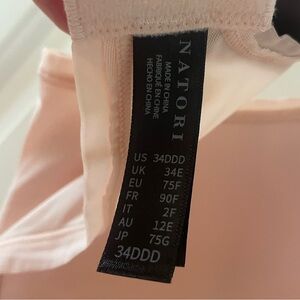 NATORI
MADE IN CHINA
FABRIQUÉ EN CHINE
HECHO EN CHINA
US 34DDD
UK 34E
EU 75F
FR 90F
IT 2F
AU 12E
JP 75G
34DDD